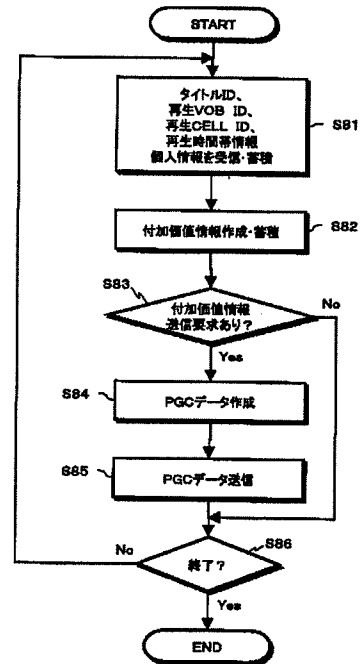 START
タイトルID、
再生VOB ID、
再生CELL ID、
再生時間帯情報
個人情報を受信・蓄積
S81
付加価値情報作成・蓄積
S82
S83
付加価値情報
送信要求あり?
No
Yes
S84
PGCデータ作成
S85
PGCデータ送信
S86
No
終了?
Yes
END